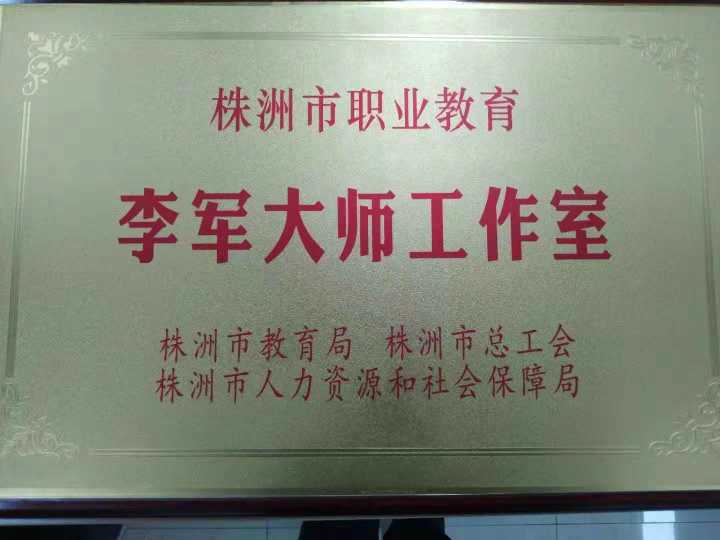 株洲市职业教育
李军大师工作室
株洲市教育局 株洲市总工会
株洲市人力资源和社会保障局